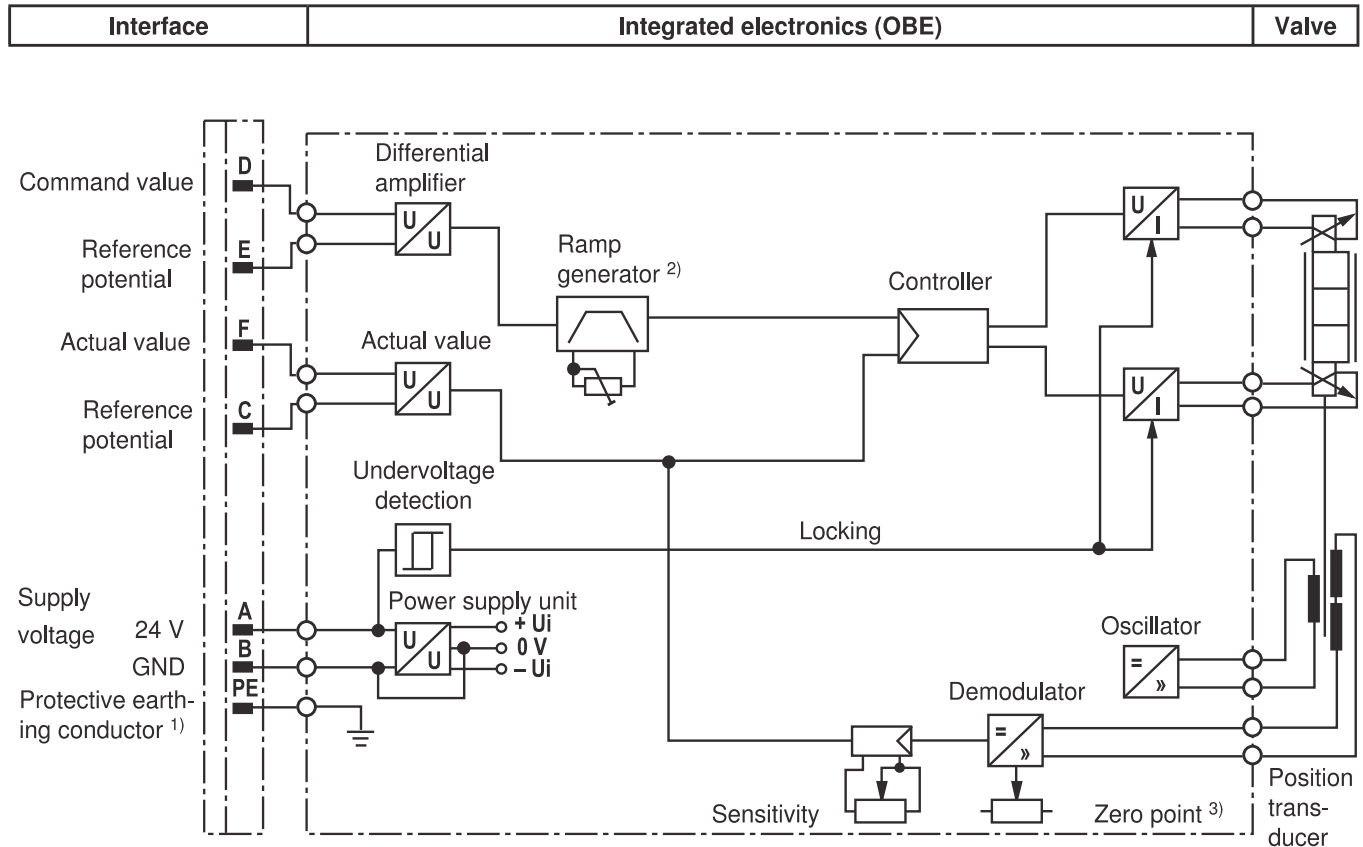 Interface
Integrated electronics (OBE)
Valve
Differential
amplifier
Command value
D
U
U
U
I
Reference
potential
E
Ramp
generator 2)
Controller
Actual value
F
Actual value
U
U
U
I
Reference
potential
C
Undervoltage
detection
Locking
Supply
voltage
24 V
A
Power supply unit
U
U
+ Ui
0 V
– Ui
GND
B
Protective earth-
ing conductor 1)
PE
Oscillator
=
»
Demodulator
=
»
Sensitivity
Zero point 3)
Position
trans-
ducer